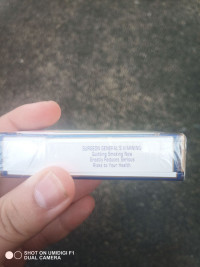 SURGEON GENERAL'S WARNING:
Quitting Smoking Now
Greatly Reduces Serious
Risks to Your Health.
SHOT ON UMIDIGI F1
DUAL CAMERA